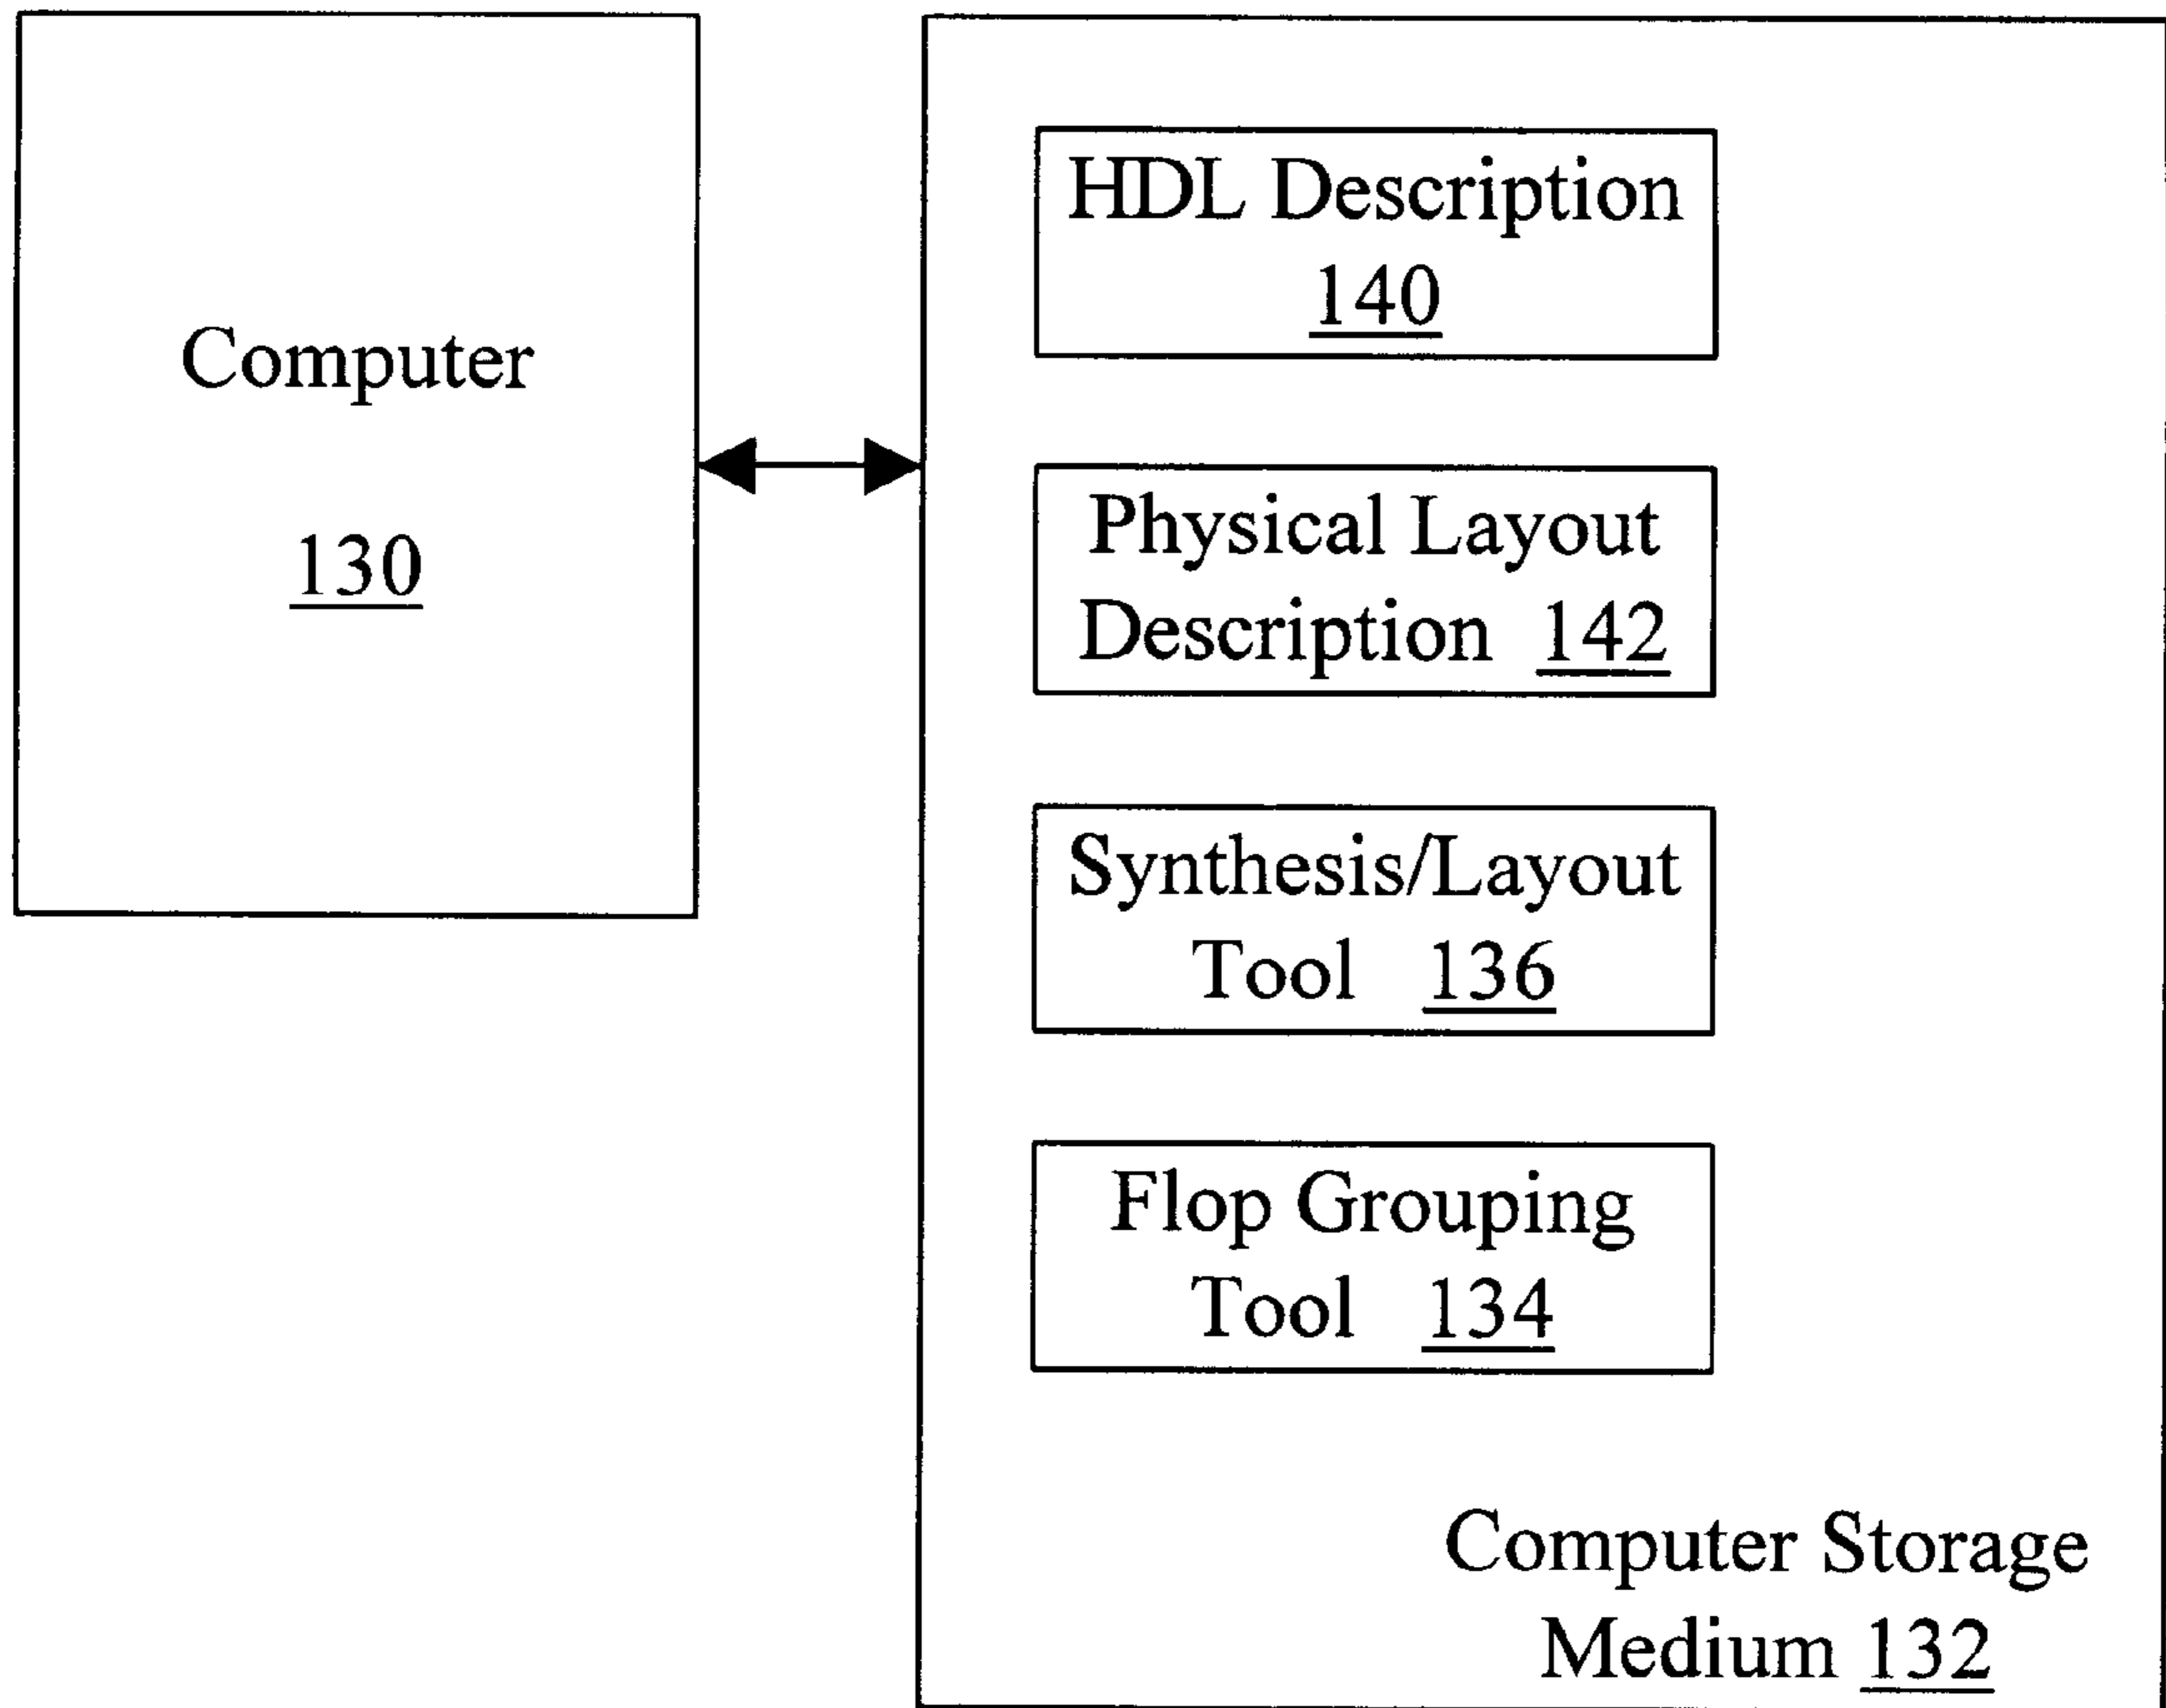 Computer
130
HDL Description
140
Physical Layout
Description 142
Synthesis/Layout
Tool 136
Flop Grouping
Tool 134
Computer Storage
Medium 132